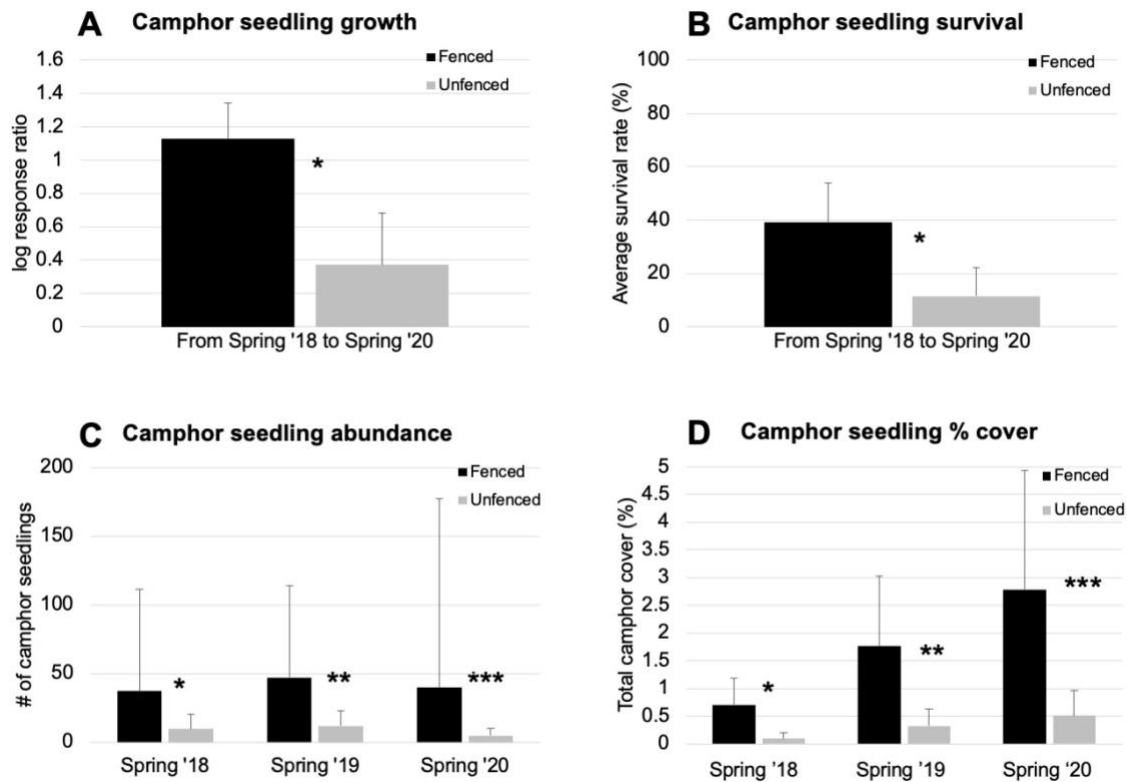 A Camphor seedling growth
Fenced
Unfenced
log response ratio
1.6
1.4
1.2
1
0.8
0.6
0.4
0.2
0
*
From Spring '18 to Spring '20
B Camphor seedling survival
Fenced
Unfenced
Average survival rate (%)
100
80
60
40
20
0
*
From Spring '18 to Spring '20
C Camphor seedling abundance
Fenced
Unfenced
# of camphor seedlings
200
150
100
50
0
* ** ***
Spring '18 Spring '19 Spring '20
D Camphor seedling % cover
Fenced
Unfenced
Total camphor cover (%)
5
4.5
4
3.5
3
2.5
2
1.5
1
0.5
0
* ** ***
Spring '18 Spring '19 Spring '20